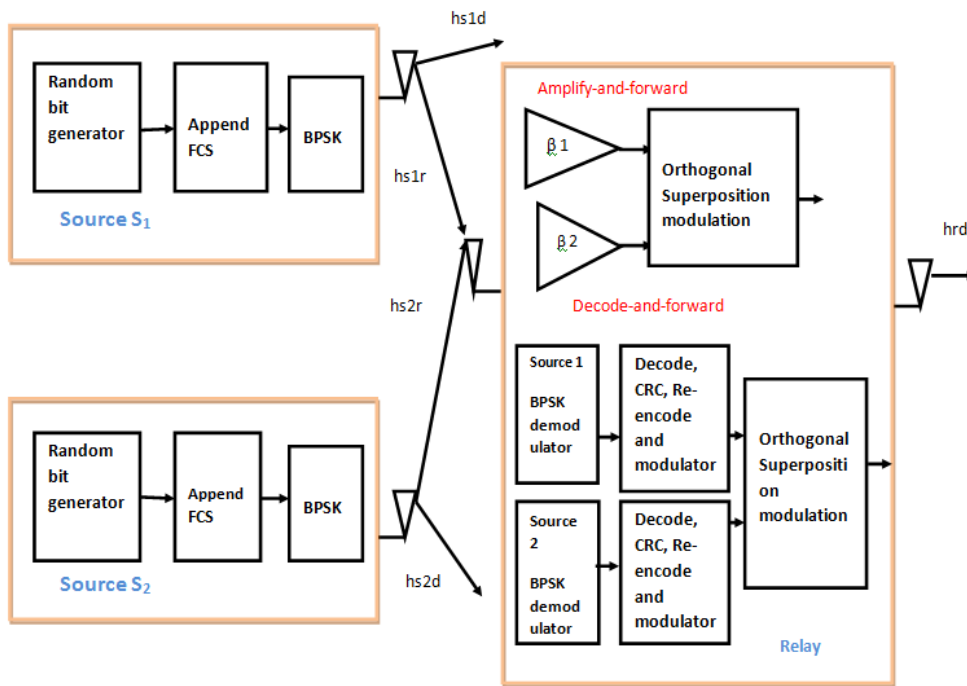 hs1d
Random
bit
generator
Append
FCS
BPSK
Source S1
hs1r
Amplify-and-forward
β 1
β 2
Orthogonal
Superposition
modulation
hrd
hs2r
Decode-and-forward
Source 1
BPSK
demod
ulator
Decode,
CRC, Re-
encode
and
modulator
Orthogonal
Superpositi
on
modulation
Random
bit
generator
Append
FCS
BPSK
Source S2
hs2d
Source
2
BPSK
demod
ulator
Decode,
CRC, Re-
encode
and
modulator
Relay